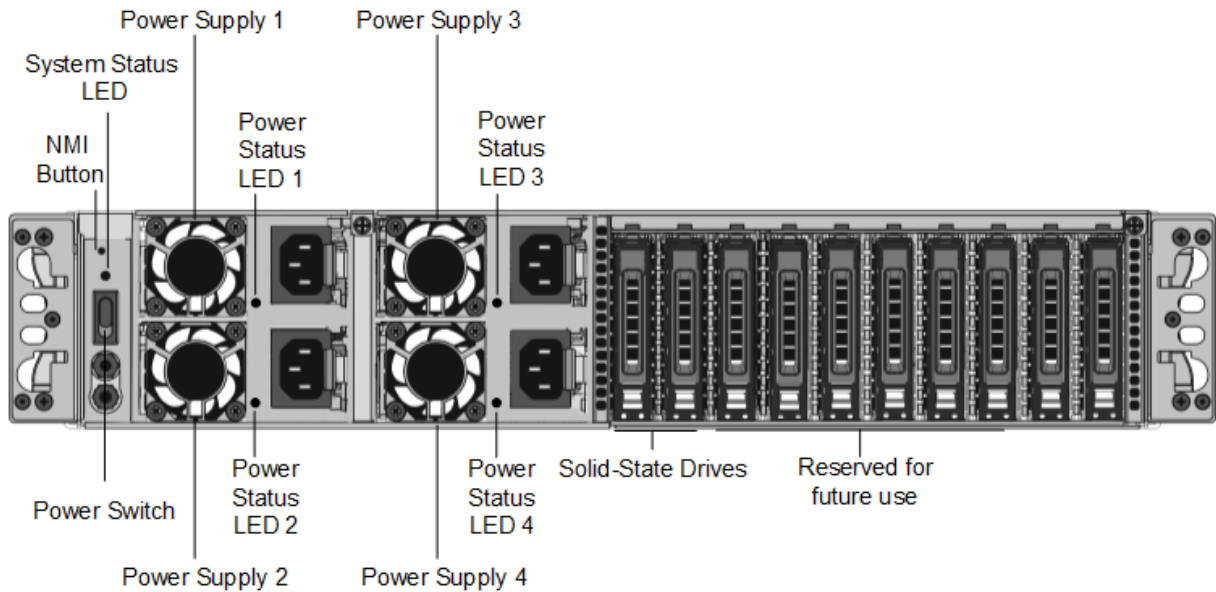 Power Supply 1
Power Supply 3
System Status
LED
Power
Status
LED 1
Power
Status
LED 3
NMI
Button
Solid-State Drives
Reserved for
future use
Power
Status
LED 2
Power
Status
LED 4
Power Switch
Power Supply 2
Power Supply 4